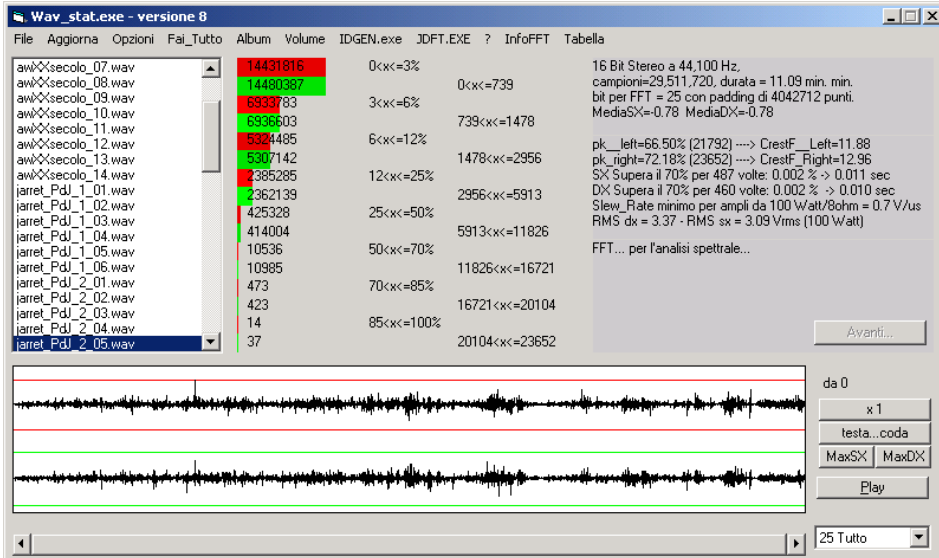 Wav_stat.exe - versione 8
File Aggiorna Opzioni Fai_Tutto Album Volume IDGEN.exe JDFT.EXE ? InfoFFT Tabella
awXXsecolo_07.wav
awXXsecolo_08.wav
awXXsecolo_09.wav
awXXsecolo_10.wav
awXXsecolo_11.wav
awXXsecolo_12.wav
awXXsecolo_13.wav
awXXsecolo_14.wav
jarret_PdJ_1_01.wav
jarret_PdJ_1_02.wav
jarret_PdJ_1_03.wav
jarret_PdJ_1_04.wav
jarret_PdJ_1_05.wav
jarret_PdJ_1_06.wav
jarret_PdJ_2_01.wav
jarret_PdJ_2_02.wav
jarret_PdJ_2_03.wav
jarret_PdJ_2_04.wav
jarret_PdJ_2_05.wav
14431816 0<x<=3%
14480387 0<x<=739
6933783 3<x<=6%
6936603 739<x<=1478
5324485 6<x<=12%
5307142 1478<x<=2956
2385285 12<x<=25%
2362139 2956<x<=5913
425328 25<x<=50%
414004 5913<x<=11826
10536 50<x<=70%
10985 11826<x<=16721
473 70<x<=85%
423 16721<x<=20104
14 85<x<=100%
37 20104<x<=23652
16 Bit Stereo a 44,100 Hz,
campioni=29,511,720, durata = 11.09 min. min.
bit per FFT = 25 con padding di 4042712 punti.
MediaSX=-0.78 MediaDX=-0.78
pk__left=66.50% (21792) ----> CrestF__Left=11.88
pk_right=72.18% (23652) ----> CrestF_Right=12.96
SX Supera il 70% per 487 volte: 0.002 % -> 0.011 sec
DX Supera il 70% per 460 volte: 0.002 % -> 0.010 sec
Slew_Rate minimo per ampli da 100 Watt/8ohm = 0.7 V/us
RMS dx = 3.37 - RMS sx = 3.09 Vrms (100 Watt)
FFT... per l'analisi spettrale...
Avanti...
da 0
x 1
testa...coda
MaxSX MaxDX
Play
25 Tutto